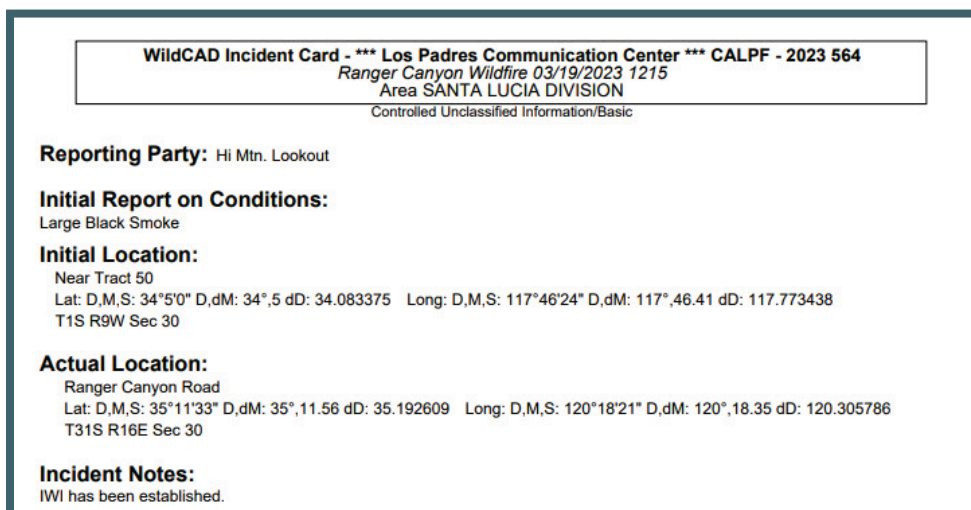 WildCAD Incident Card - *** Los Padres Communication Center *** CALPF - 2023 564
Ranger Canyon Wildfire 03/19/2023 1215
Area SANTA LUCIA DIVISION
Controlled Unclassified Information/Basic
Reporting Party: Hi Mtn. Lookout
Initial Report on Conditions:
Large Black Smoke
Initial Location:
Near Tract 50
Lat: D,M,S: 34°5'0" D,dM: 34°,5 dD: 34.083375 Long: D,M,S: 117°46'24" D,dM: 117°,46.41 dD: 117.773438
T1S R9W Sec 30
Actual Location:
Ranger Canyon Road
Lat: D,M,S: 35°11'33" D,dM: 35°,11.56 dD: 35.192609 Long: D,M,S: 120°18'21" D,dM: 120°,18.35 dD: 120.305786
T31S R16E Sec 30
Incident Notes:
IWI has been established.